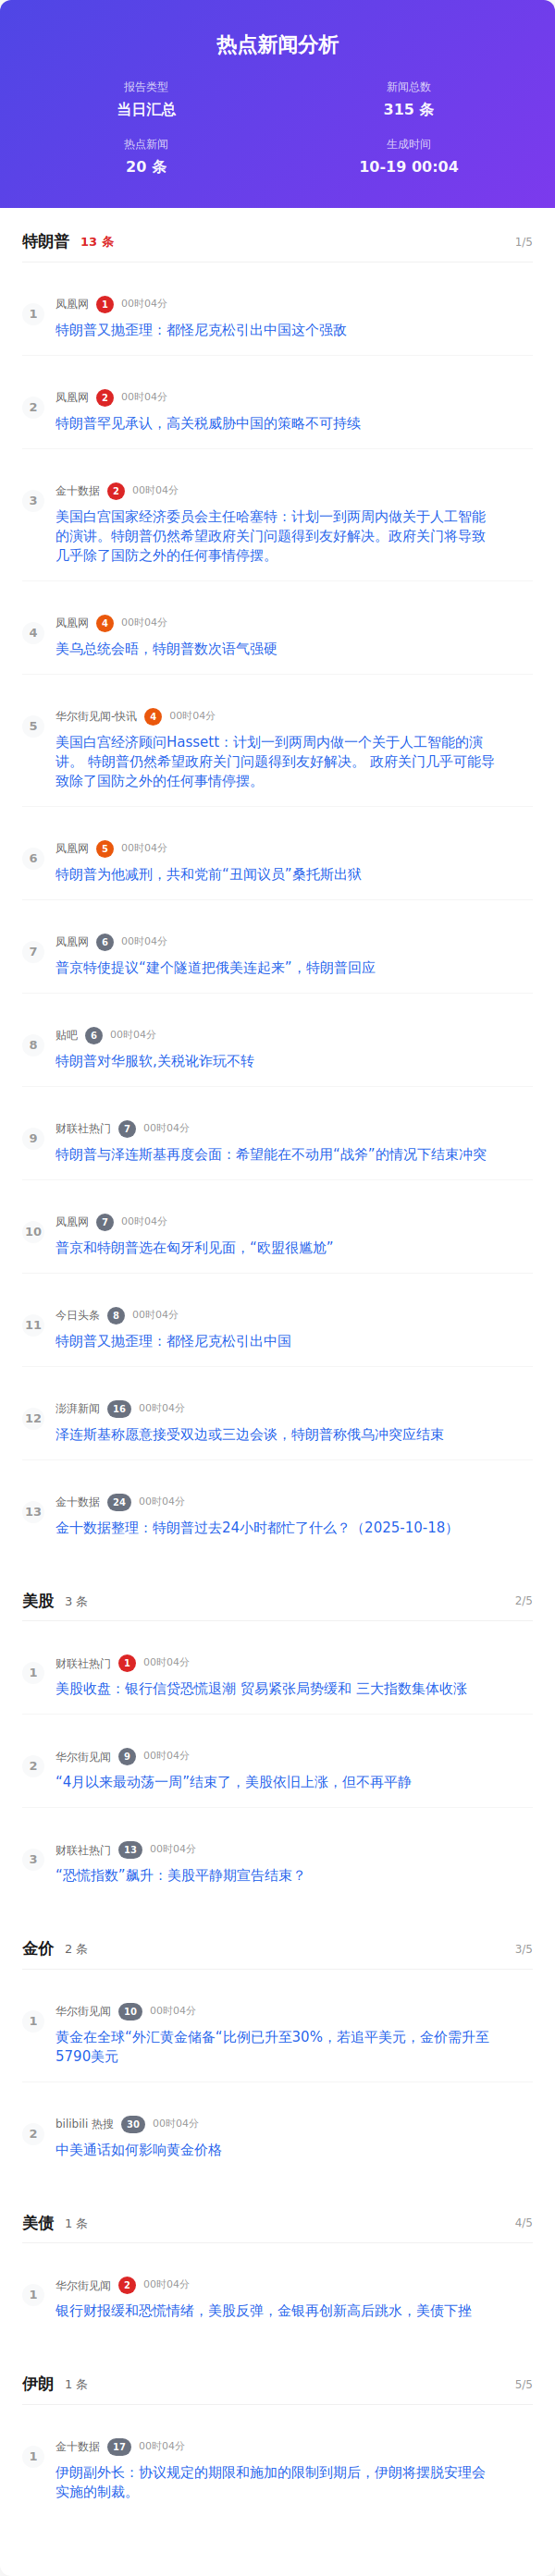 热点新闻分析
报告类型
当日汇总
新闻总数
315 条
热点新闻
20 条
生成时间
10-19 00:04
特朗普 13 条 1/5
1 凤凰网 1 00时04分
特朗普又抛歪理：都怪尼克松引出中国这个强敌
2 凤凰网 2 00时04分
特朗普罕见承认，高关税威胁中国的策略不可持续
3 金十数据 2 00时04分
美国白宫国家经济委员会主任哈塞特：计划一到两周内做关于人工智能
的演讲。特朗普仍然希望政府关门问题得到友好解决。政府关门将导致
几乎除了国防之外的任何事情停摆。
4 凤凰网 4 00时04分
美乌总统会晤，特朗普数次语气强硬
5 华尔街见闻-快讯 4 00时04分
美国白宫经济顾问Hassett：计划一到两周内做一个关于人工智能的演
讲。 特朗普仍然希望政府关门问题得到友好解决。 政府关门几乎可能导
致除了国防之外的任何事情停摆。
6 凤凰网 5 00时04分
特朗普为他减刑，共和党前“丑闻议员”桑托斯出狱
7 凤凰网 6 00时04分
普京特使提议“建个隧道把俄美连起来”，特朗普回应
8 贴吧 6 00时04分
特朗普对华服软,关税讹诈玩不转
9 财联社热门 7 00时04分
特朗普与泽连斯基再度会面：希望能在不动用“战斧”的情况下结束冲突
10 凤凰网 7 00时04分
普京和特朗普选在匈牙利见面，“欧盟很尴尬”
11 今日头条 8 00时04分
特朗普又抛歪理：都怪尼克松引出中国
12 澎湃新闻 16 00时04分
泽连斯基称愿意接受双边或三边会谈，特朗普称俄乌冲突应结束
13 金十数据 24 00时04分
金十数据整理：特朗普过去24小时都忙了什么？（2025-10-18）
美股 3 条 2/5
1 财联社热门 1 00时04分
美股收盘：银行信贷恐慌退潮 贸易紧张局势缓和 三大指数集体收涨
2 华尔街见闻 9 00时04分
“4月以来最动荡一周”结束了，美股依旧上涨，但不再平静
3 财联社热门 13 00时04分
“恐慌指数”飙升：美股平静期宣告结束？
金价 2 条 3/5
1 华尔街见闻 10 00时04分
黄金在全球“外汇黄金储备“比例已升至30%，若追平美元，金价需升至
5790美元
2 bilibili 热搜 30 00时04分
中美通话如何影响黄金价格
美债 1 条 4/5
1 华尔街见闻 2 00时04分
银行财报缓和恐慌情绪，美股反弹，金银再创新高后跳水，美债下挫
伊朗 1 条 5/5
1 金十数据 17 00时04分
伊朗副外长：协议规定的期限和施加的限制到期后，伊朗将摆脱安理会
实施的制裁。